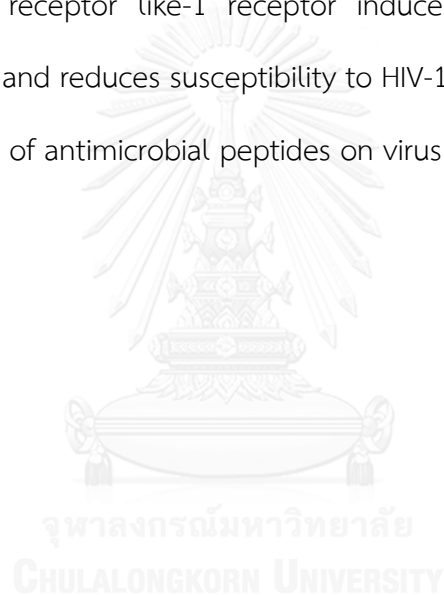 receptor like-1 receptor induce
and reduces susceptibility to HIV-1
of antimicrobial peptides on virus
จุฬาลงกรณ์มหาวิทยาลัย
CHULALONGKORN UNIVERSITY